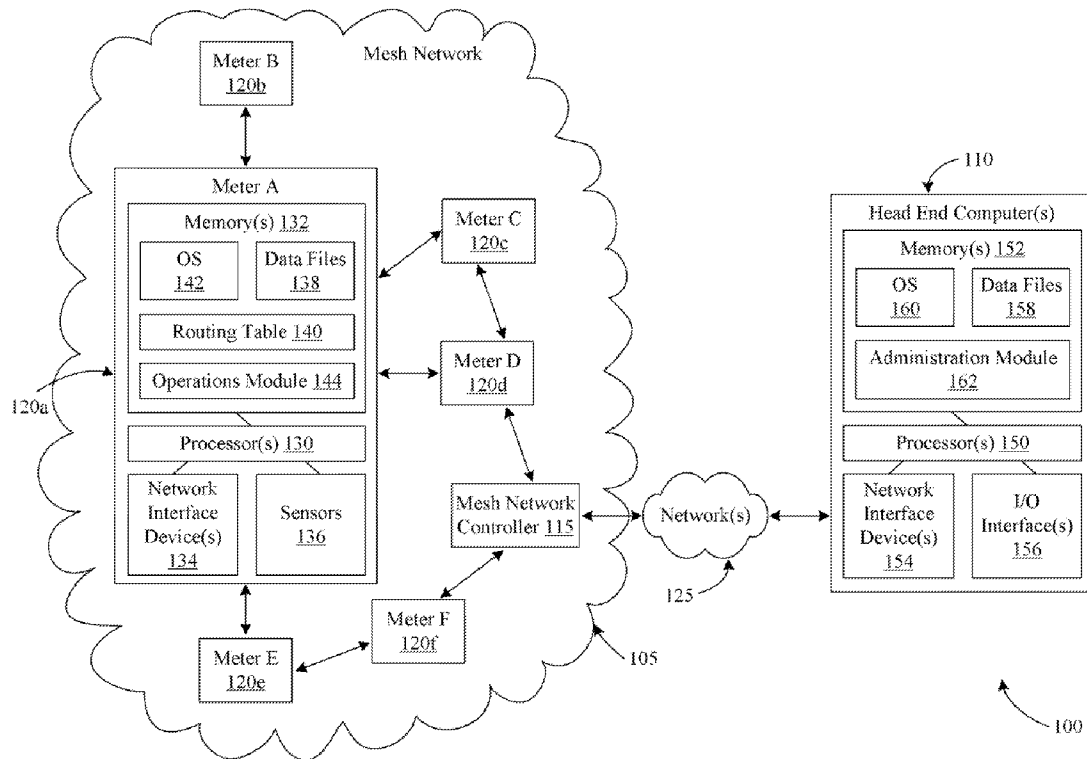 Mesh Network
Meter B
120b
Meter A
Memory(s) 132
OS
142
Data Files
138
Routing Table 140
Operations Module 144
Processor(s) 130
Network
Interface
Device(s)
134
Sensors
136
120a
Meter C
120c
Meter D
120d
Mesh Network
Controller 115
Meter F
120f
Meter E
120e
105
Network(s)
125
110
Head End Computer(s)
Memory(s) 152
OS
160
Data Files
158
Administration Module
162
Processor(s) 150
Network
Interface
Device(s)
154
I/O
Interface(s)
156
100